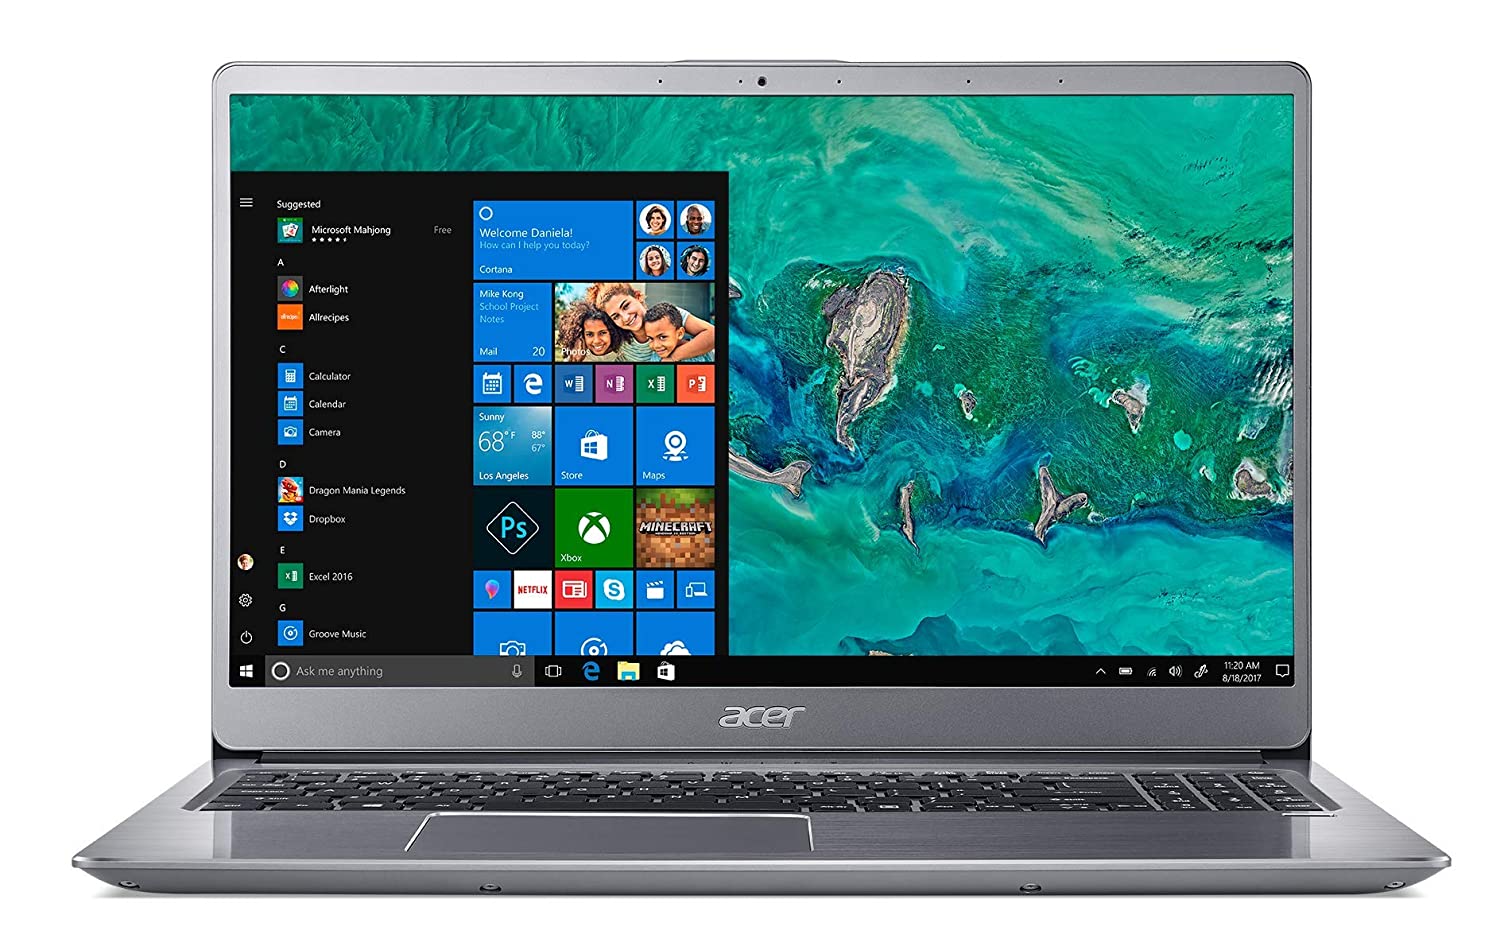 Suggested
Microsoft Mahjong
Free
A
Afterlight
Allrecipes
C
Calculator
Calendar
Camera
D
Dragon Mania Legends
Dropbox
E
Excel 2016
G
Groove Music
Welcome Daniela!
How can I help you today?
Cortana
Mike Kong
School Project
Notes
Mail 20
Photos
W
N
X
P
Sunny
68°F
88°
67°
Los Angeles
Store
Maps
Ps
Xbox
MINECRAFT
NETFLIX
Ask me anything
11:20 AM
8/18/2017
acer